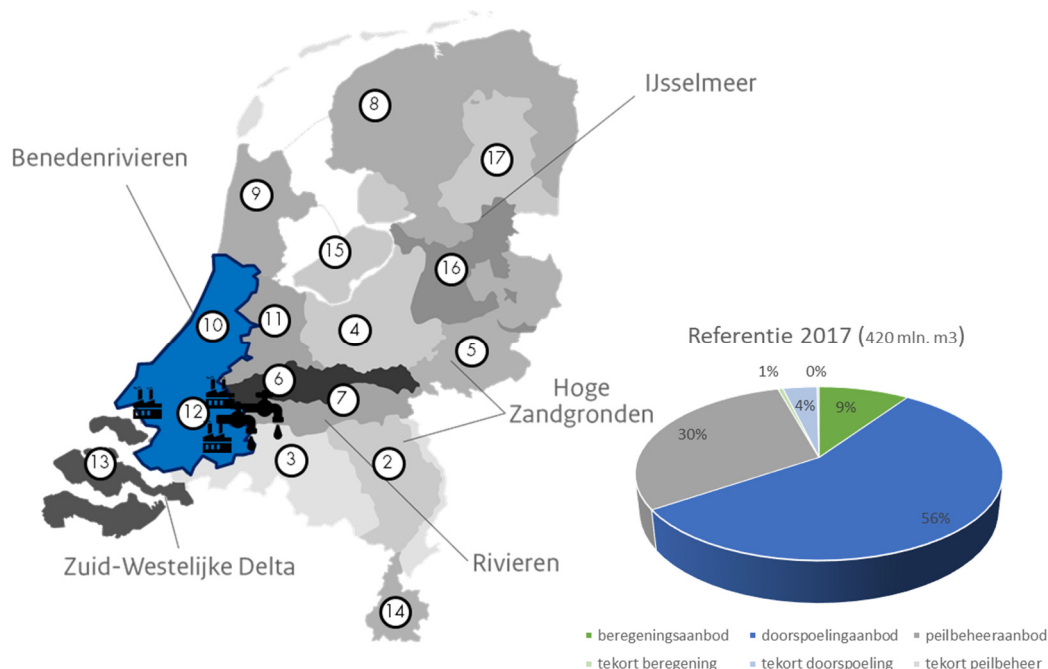 8
IJsselmeer
17
Benedenrivieren
9
15
16
10
11
4
5
Referentie 2017 (420 mln. m3)
6
7
Hoge
Zandgronden
12
3
2
13
Zuid-Westelijke Delta
Rivieren
14
1%
0%
4%
9%
30%
56%
beregeningsaanbod
doorspoelingaanbod
peilbeheeraanbod
tekort beregening
tekort doorspoeling
tekort peilbeheer